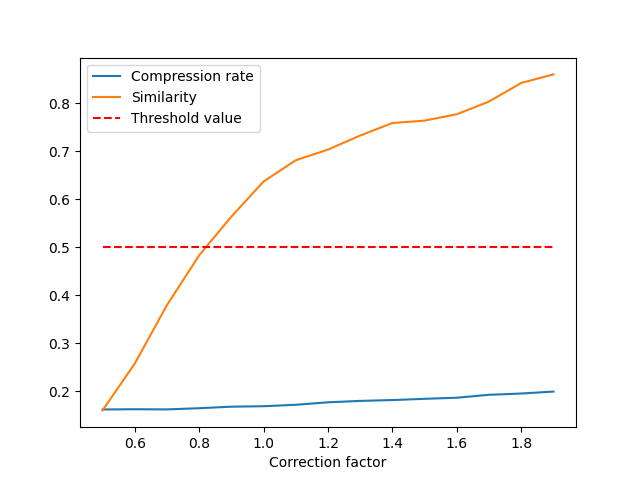 Compression rate
Similarity
Threshold value
0.8
0.7
0.6
0.5
0.4
0.3
0.2
0.6 0.8 1.0 1.2 1.4 1.6 1.8
Correction factor